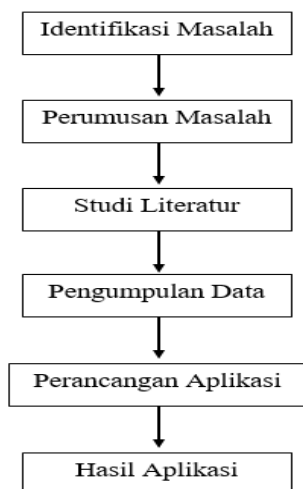 Identifikasi Masalah
Perumusan Masalah
Studi Literatur
Pengumpulan Data
Perancangan Aplikasi
Hasil Aplikasi